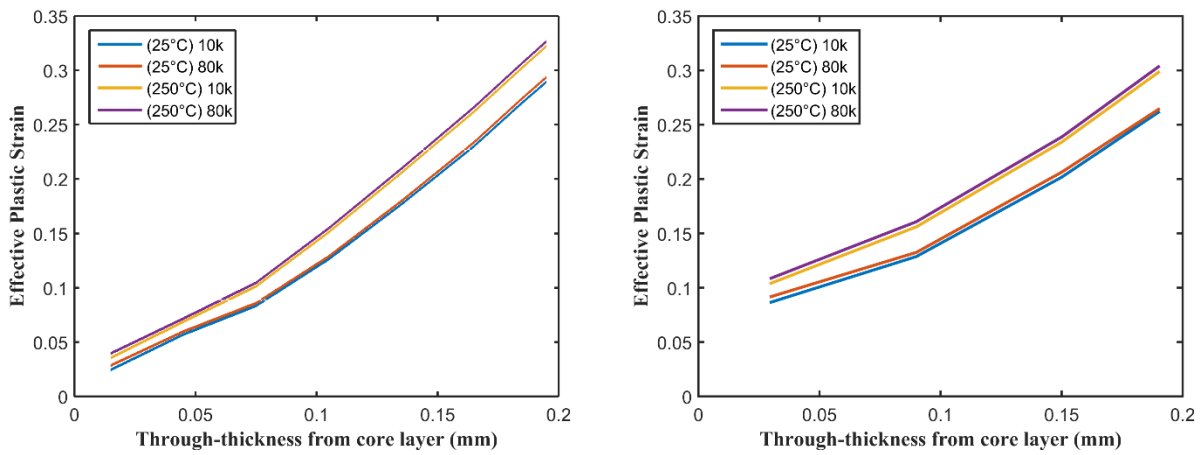 0.35
0.3
0.25
0.2
0.15
0.1
0.05
0
Effective Plastic Strain
(25°C) 10k
(25°C) 80k
(250°C) 10k
(250°C) 80k
0 0.05 0.1 0.15 0.2
Through-thickness from core layer (mm)
0.35
0.3
0.25
0.2
0.15
0.1
0.05
0
Effective Plastic Strain
(25°C) 10k
(25°C) 80k
(250°C) 10k
(250°C) 80k
0 0.05 0.1 0.15 0.2
Through-thickness from core layer (mm)